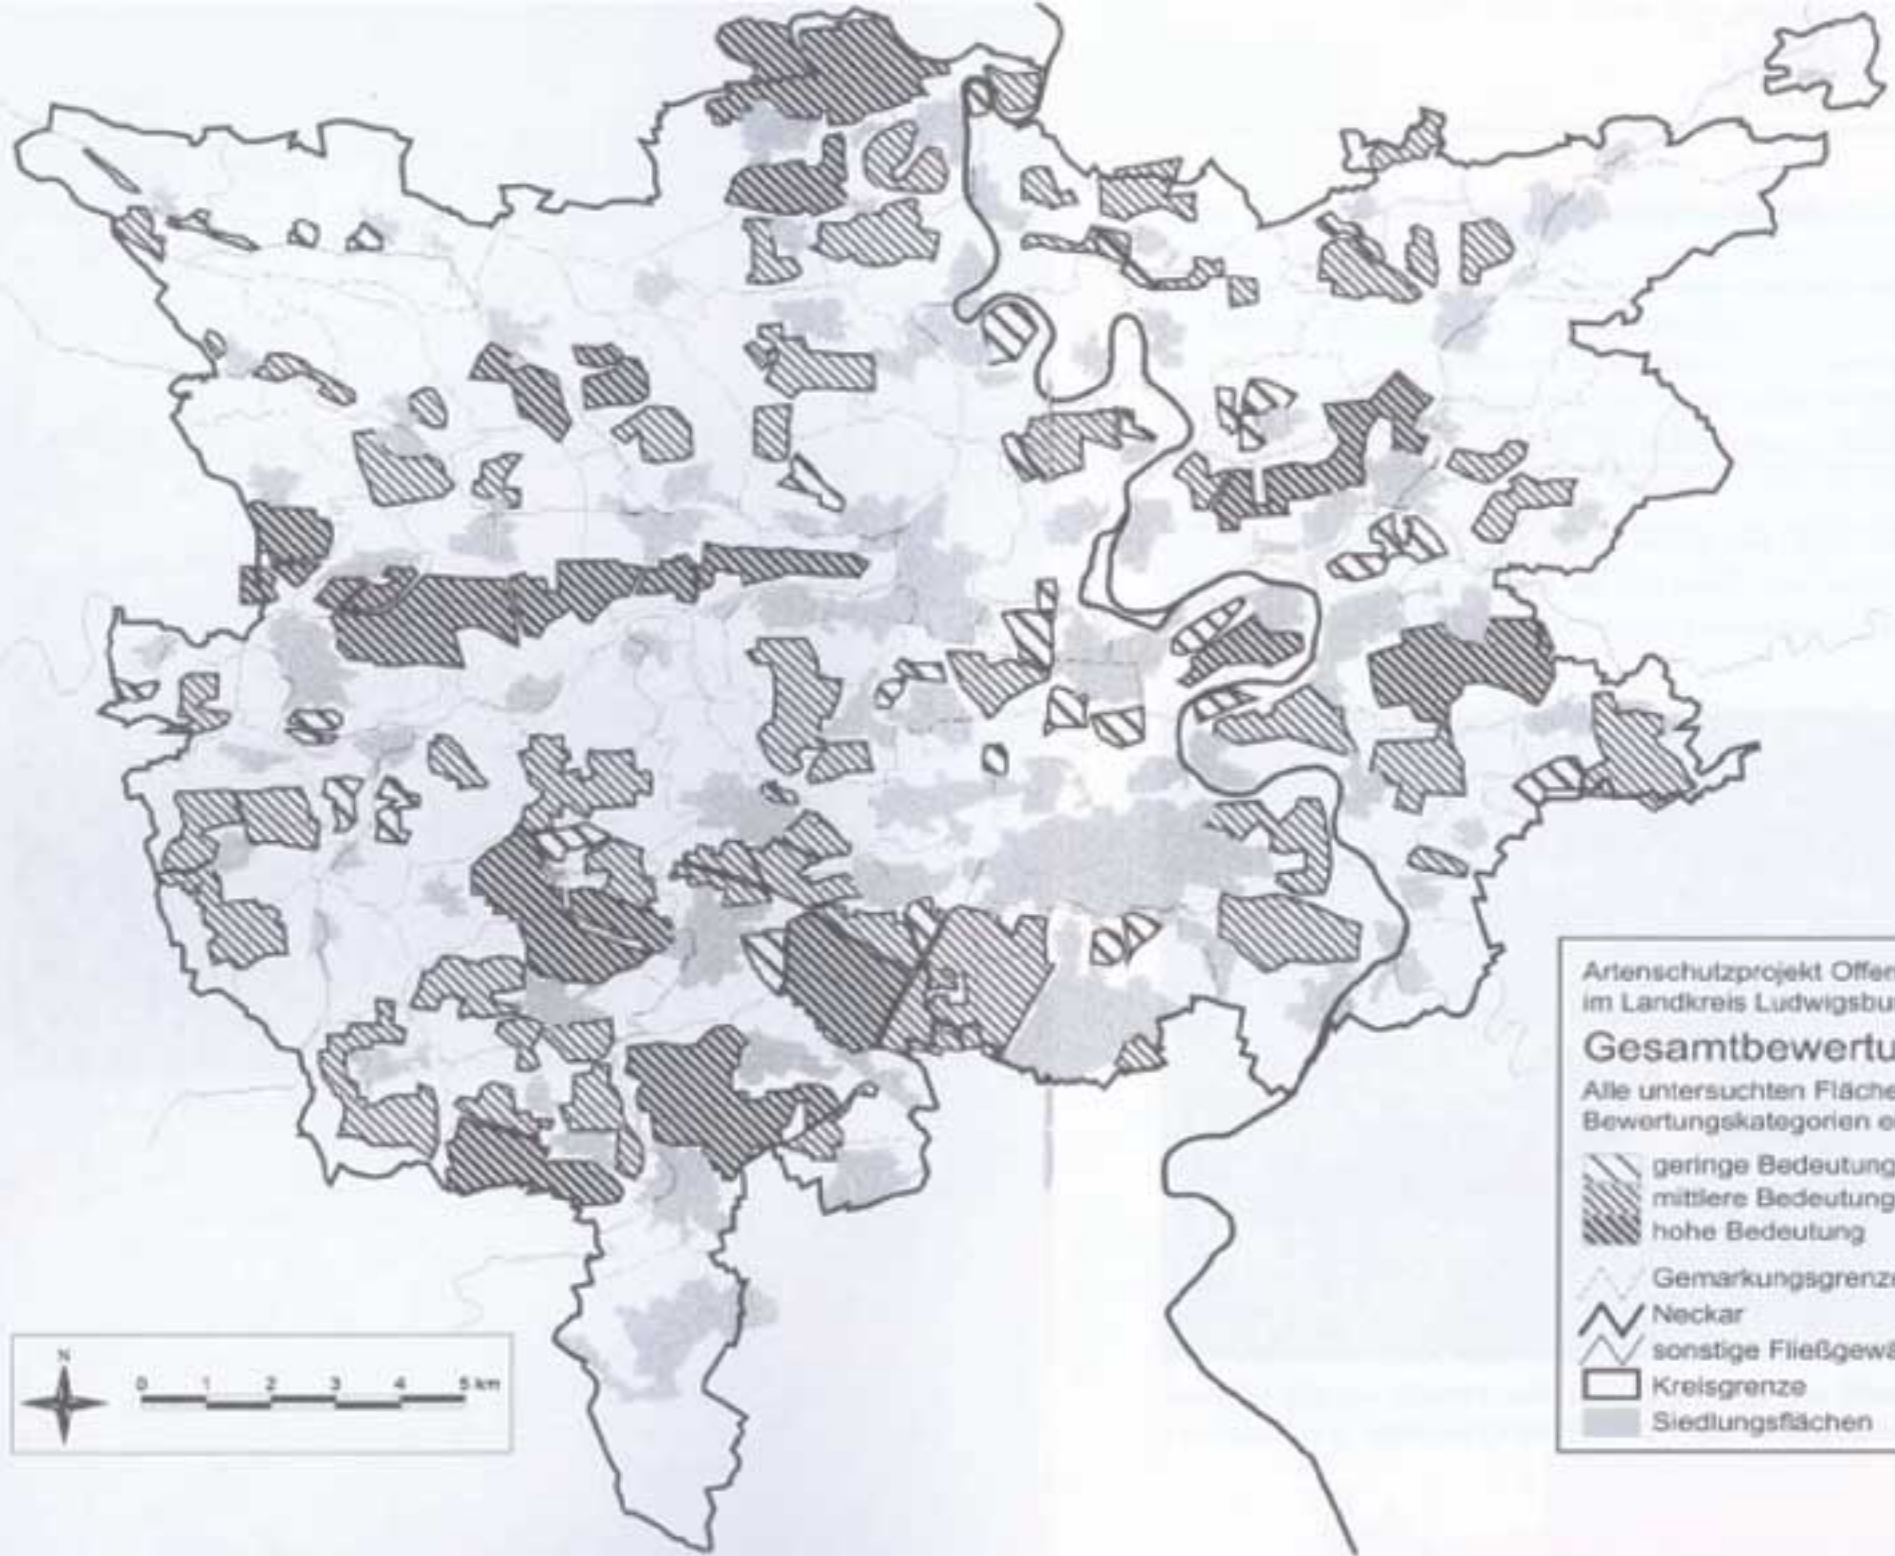 Artenschutzprojekt Offen
im Landkreis Ludwigsbu
Gesamtbewertu
Alle untersuchten Fläche
Bewertungskategorien e
geringe Bedeutung
mittlere Bedeutung
hohe Bedeutung
Gemarkungsgrenze
Neckar
sonstige Fließgewä
Kreisgrenze
Siedlungsflächen
N
0 1 2 3 4 5 km